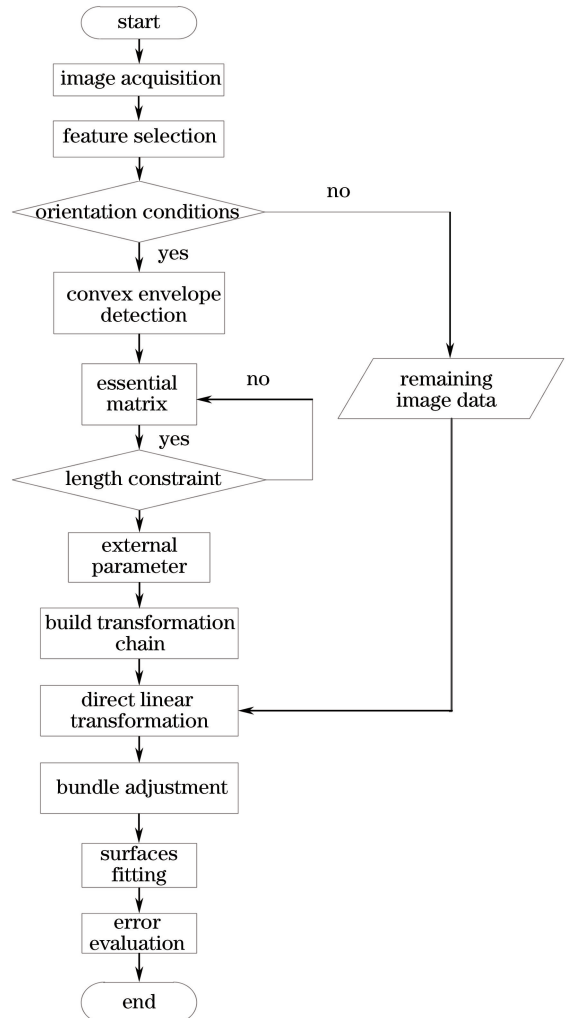 start
image acquisition
feature selection
orientation conditions
no
yes
convex envelope
detection
essential
matrix
no
remaining
image data
yes
length constraint
external
parameter
build transformation
chain
direct linear
transformation
bundle adjustment
surfaces
fitting
error
evaluation
end